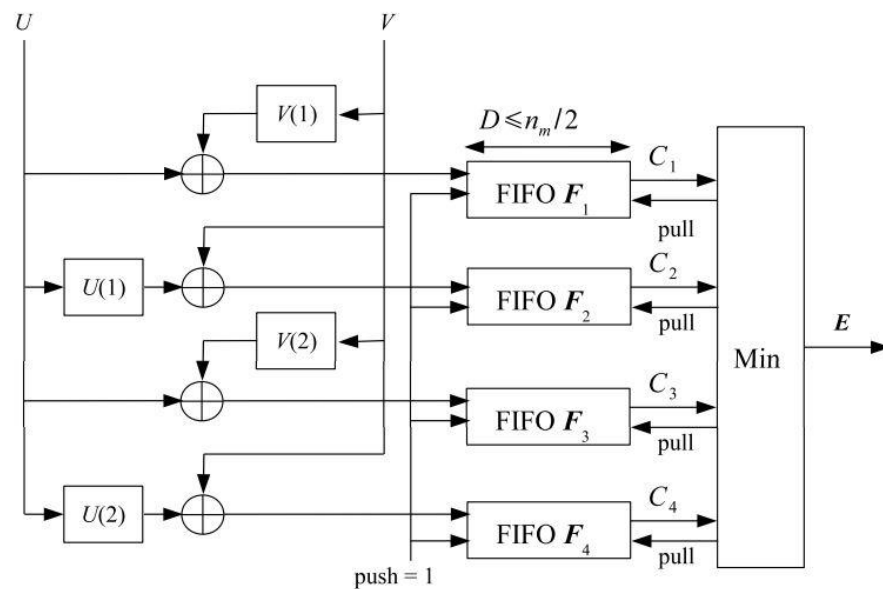 U V
V(1)
D ≤ n_m/2
FIFO F_1
C_1
pull
U(1)
FIFO F_2
C_2
pull
V(2)
E
Min
FIFO F_3
C_3
pull
U(2)
FIFO F_4
C_4
pull
push = 1